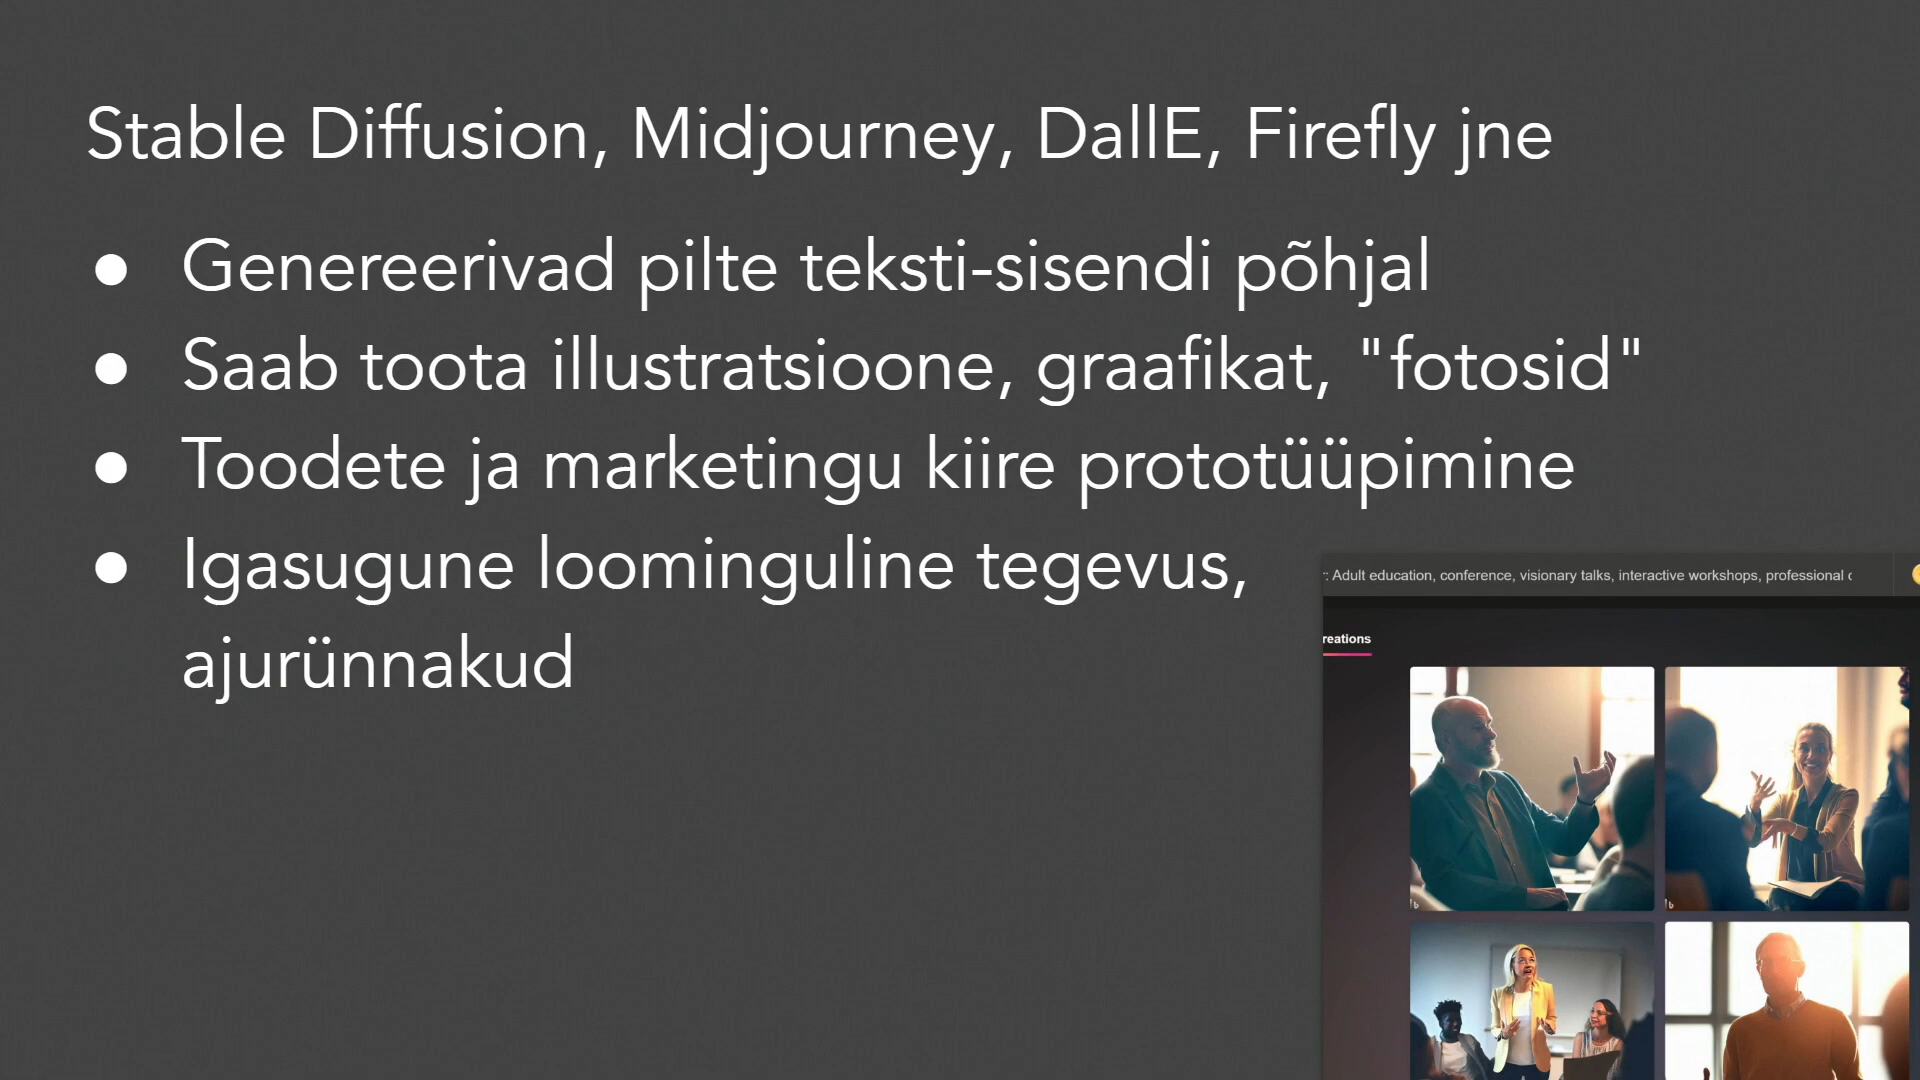 Stable Diffusion, Midjourney, DallE, Firefly jne
● Genereerivad pilte teksti-sisendi põhjal
● Saab toota illustratsioone, graafikat, "fotosid"
● Toodete ja marketingu kiire prototüüpimine
● Igasugune loominguline tegevus,
ajurünnakud
: Adult education, conference, visionary talks, interactive workshops, professional
reations